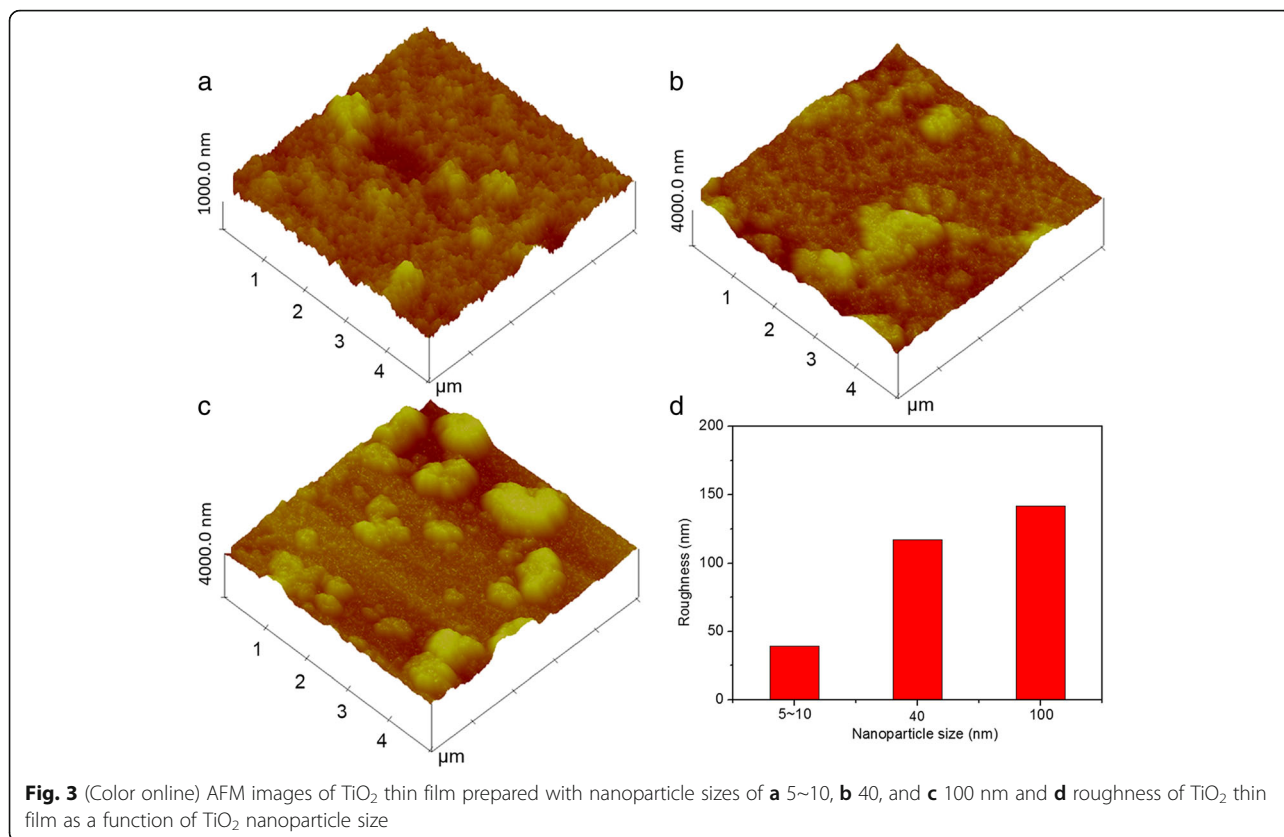 a
1000.0 nm
1
2
3
4
μm
b
4000.0 nm
1
2
3
4
μm
c
4000.0 nm
1
2
3
4
μm
d
200
150
100
50
0
Roughness (nm)
5~10
40
100
Nanoparticle size (nm)
Fig. 3 (Color online) AFM images of TiO₂ thin film prepared with nanoparticle sizes of a 5~10, b 40, and c 100 nm and d roughness of TiO₂ thin
film as a function of TiO₂ nanoparticle size